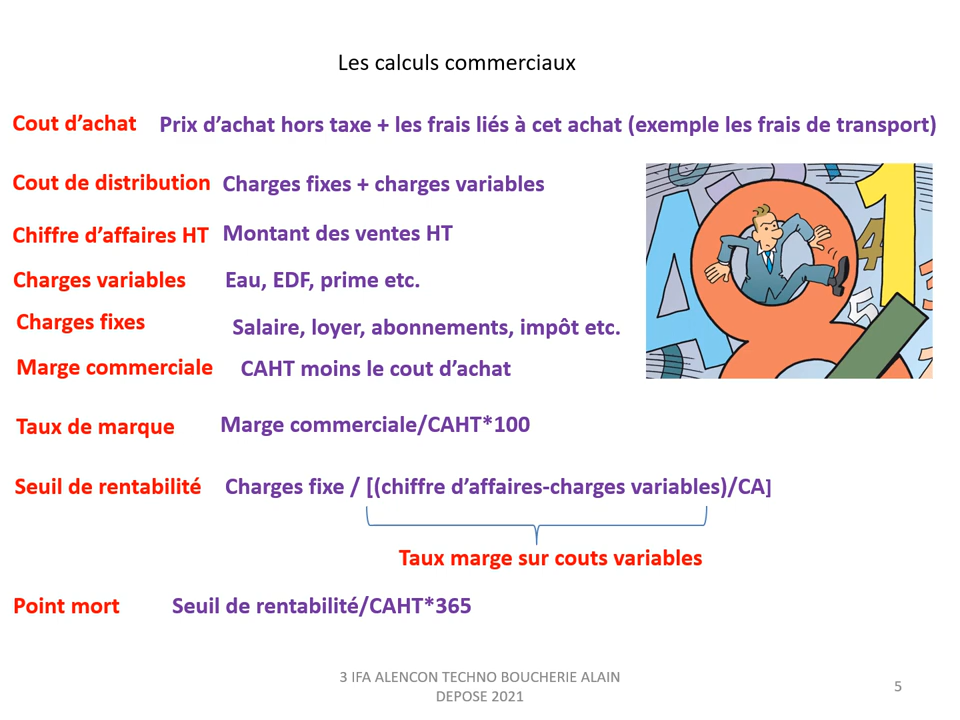 Les calculs commerciaux
Cout d’achat Prix d’achat hors taxe + les frais liés à cet achat (exemple les frais de transport)
Cout de distribution Charges fixes + charges variables
Chiffre d’affaires HT Montant des ventes HT
Charges variables Eau, EDF, prime etc.
Charges fixes Salaire, loyer, abonnements, impôt etc.
Marge commerciale CAHT moins le cout d’achat
Taux de marque Marge commerciale/CAHT*100
Seuil de rentabilité Charges fixe / [(chiffre d’affaires-charges variables)/CA]
Taux marge sur couts variables
Point mort Seuil de rentabilité/CAHT*365
3 IFA ALENCON TECHNO BOUCHERIE ALAIN
DEPOSE 2021
5